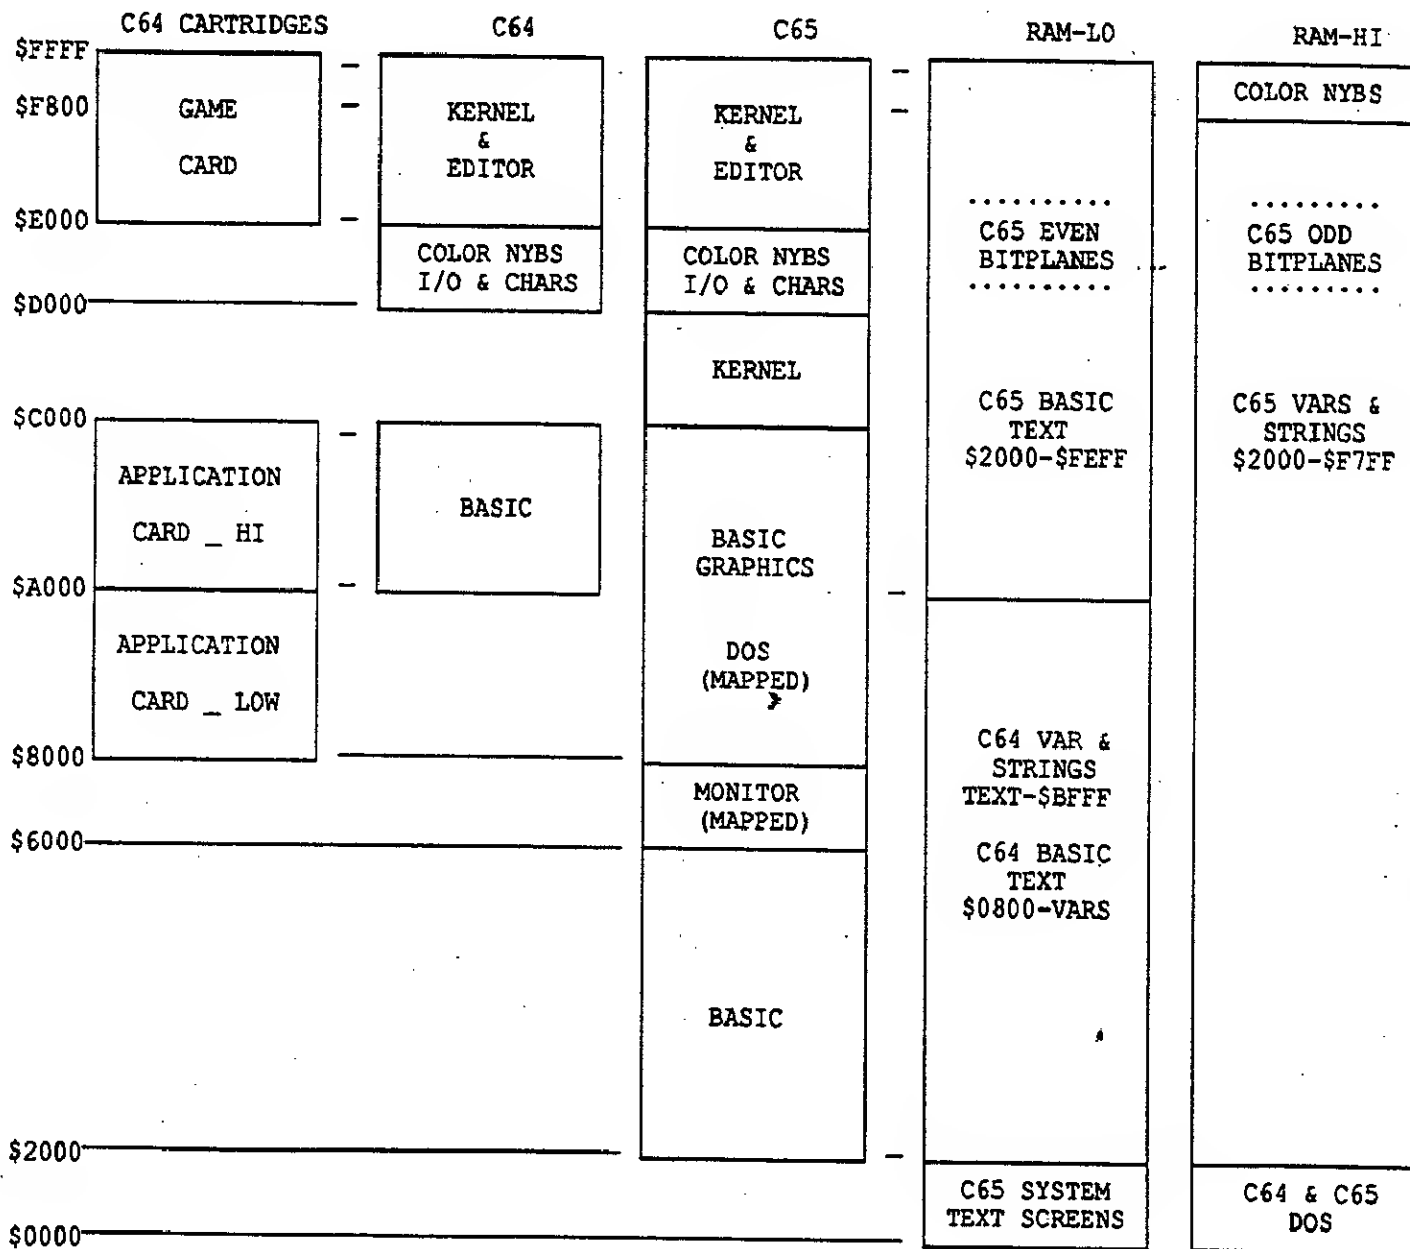 C64 CARTRIDGES C64 C65 RAM-LO RAM-HI
$FFFF
$F800
$E000
$D000
$C000
$A000
$8000
$6000
$2000
$0000
GAME
CARD
APPLICATION
CARD _ HI
APPLICATION
CARD _ LOW
KERNEL
&
EDITOR
COLOR NYBS
I/O & CHARS
BASIC
KERNEL
&
EDITOR
COLOR NYBS
I/O & CHARS
KERNEL
BASIC
GRAPHICS
DOS
(MAPPED)
MONITOR
(MAPPED)
BASIC
C65 EVEN
BITPLANES
C65 BASIC
TEXT
$2000-$FEFF
C64 VAR &
STRINGS
TEXT-$BFFF
C64 BASIC
TEXT
$0800-VARS
C65 SYSTEM
TEXT SCREENS
COLOR NYBS
C65 ODD
BITPLANES
C65 VARS &
STRINGS
$2000-$F7FF
C64 & C65
DOS